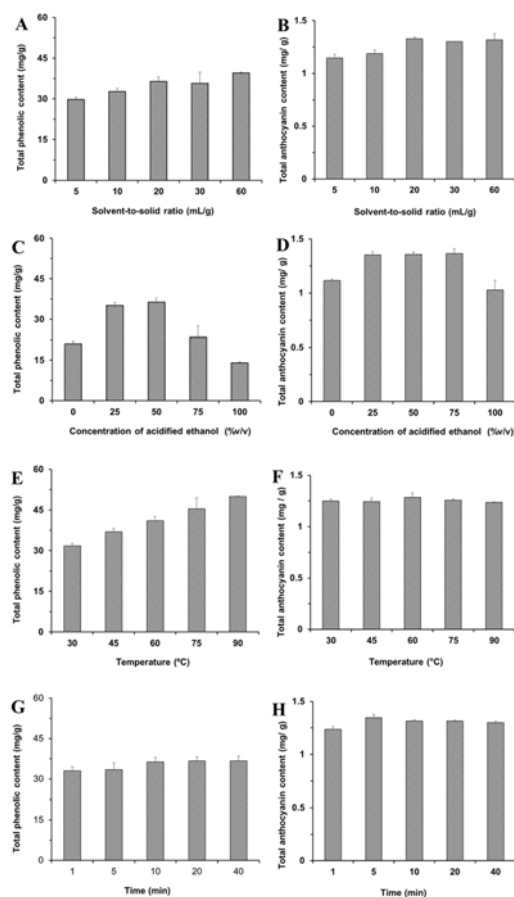 A
Total phenolic content (mg/g)
60
45
30
15
0
5 10 20 30 60
Solvent-to-solid ratio (mL/g)
B
Total anthocyanin content (mg/ g)
1.5
1
0.5
0
5 10 20 30 60
Solvent-to-solid ratio (mL/g)
C
Total phenolic content (mg/g)
60
45
30
15
0
0 25 50 75 100
Concentration of acidified ethanol (%v/v)
D
Total anthocyanin content (mg/ g)
1.5
1
0.5
0
0 25 50 75 100
Concentration of acidified ethanol (%v/v)
E
Total phenolic content (mg/g)
60
45
30
15
0
30 45 60 75 90
Temperature (°C)
F
Total anthocyanin content (mg / g)
1.5
1
0.5
0
30 45 60 75 90
Temperature (°C)
G
Total phenolic content (mg/g)
60
45
30
15
0
1 5 10 20 40
Time (min)
H
Total anthocyanin content (mg/ g)
1.5
1
0.5
0
1 5 10 20 40
Time (min)